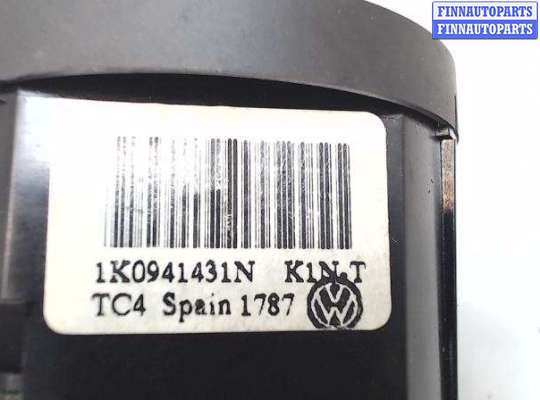 FINNAUTOPARTS
FINNAUTOPARTS
1K0941431N K1N-T
TC4 Spain 1787